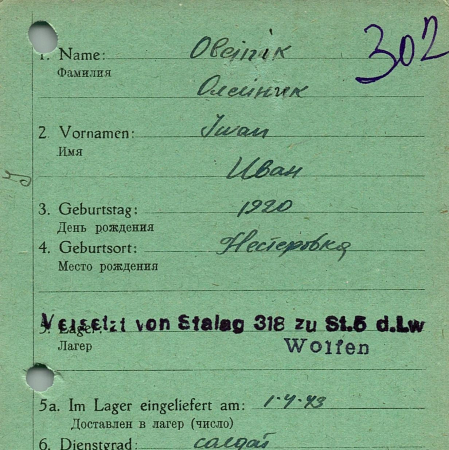 302
1. Name: Olejnik
Фамилия
Олейник
2. Vornamen: Iwan
Имя
Иван
3. Geburtstag: 1920
День рождения
4. Geburtsort: Нестеровка
Место рождения
Versetzt von Stalag 318 zu St.5 d.Lw
5. Lager:
Лагер
Wolfen
5a. Im Lager eingeliefert am: 1-4-43
Доставлен в лагер (число)
6. Dienstgrad: солдат